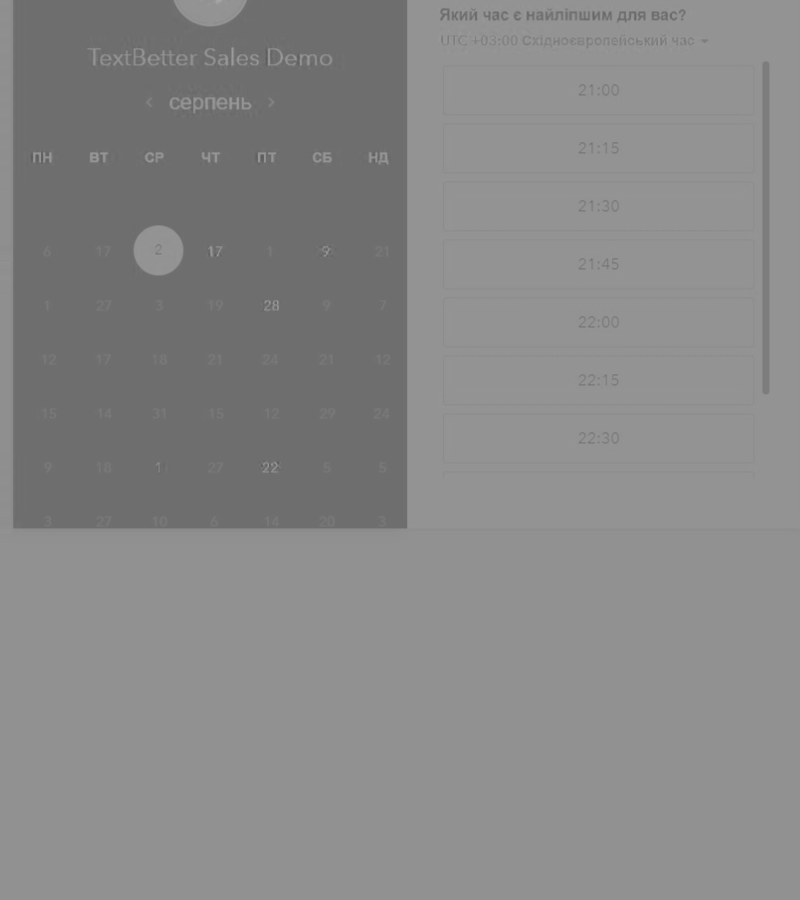 TextBetter Sales Demo
‹ серпень ›
ПН ВТ СР ЧТ ПТ СБ НД
6 17 2 17 1 9 21
1 27 3 19 28 9 7
12 17 18 21 24 21 12
15 14 31 15 12 29 24
9 18 1 27 22 5 5
3 27 10 6 14 20 3
Який час є найліпшим для вас?
UTC +03:00 Східноєвропейський час
21:00
21:15
21:30
21:45
22:00
22:15
22:30